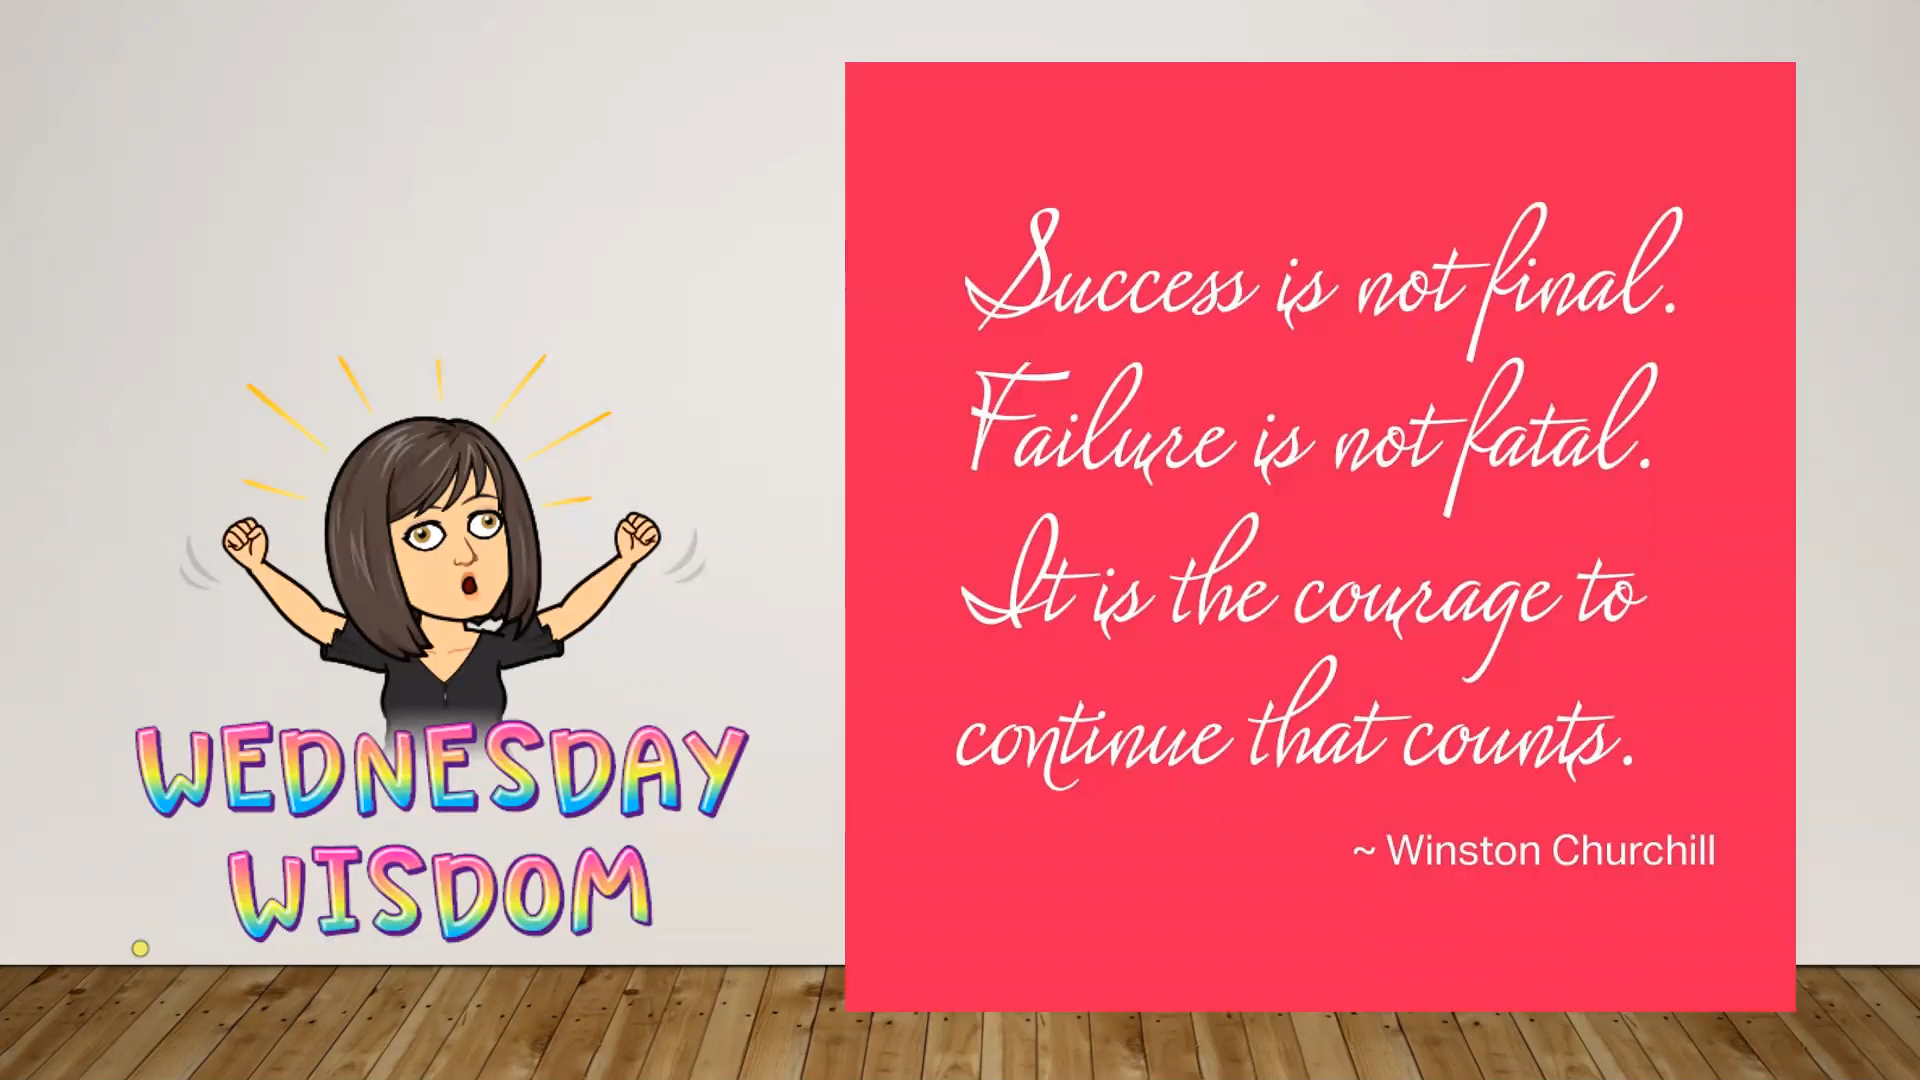 WEDNESDAY
WISDOM
Success is not final.
Failure is not fatal.
It is the courage to
continue that counts.
~ Winston Churchill